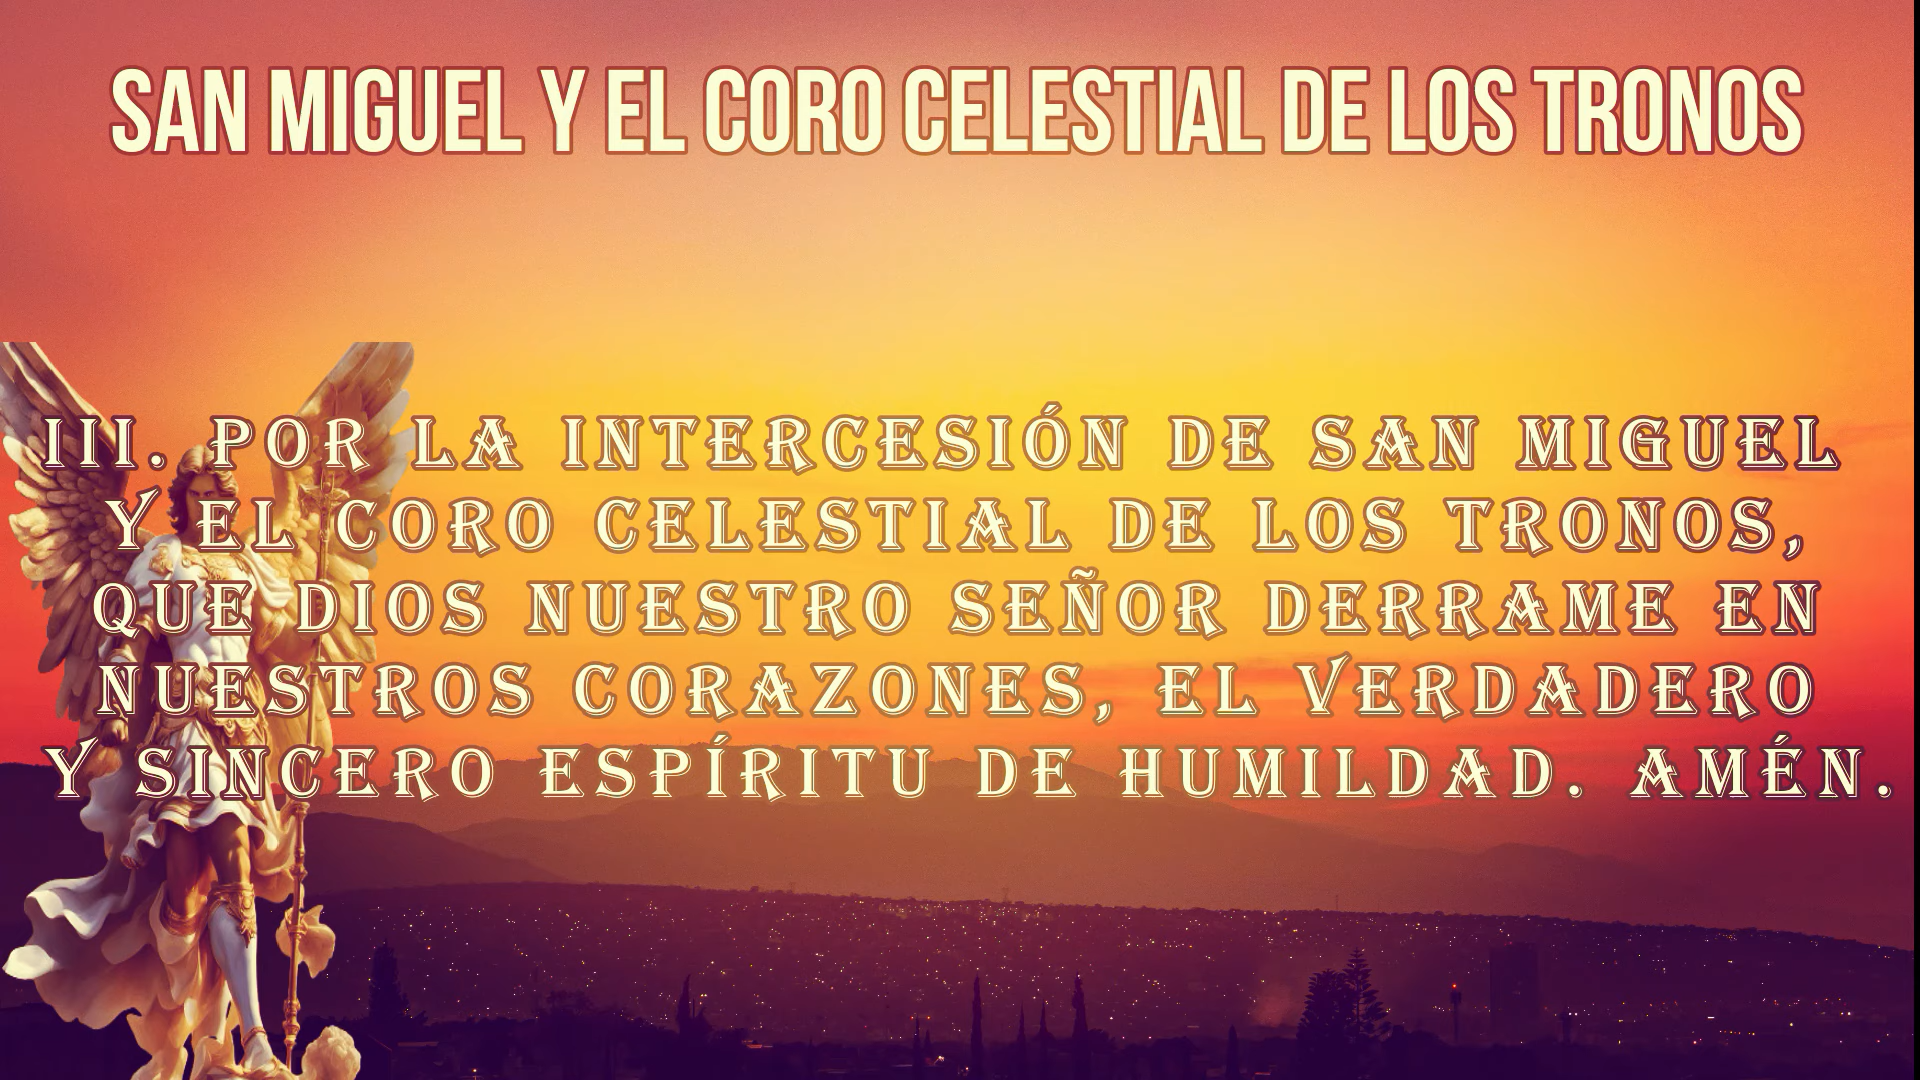 SAN MIGUEL Y EL CORO CELESTIAL DE LOS TRONOS
III. POR LA INTERCESIÓN DE SAN MIGUEL
Y EL CORO CELESTIAL DE LOS TRONOS,
QUE DIOS NUESTRO SEÑOR DERRAME EN
NUESTROS CORAZONES, EL VERDADERO
Y SINCERO ESPÍRITU DE HUMILDAD. AMÉN.